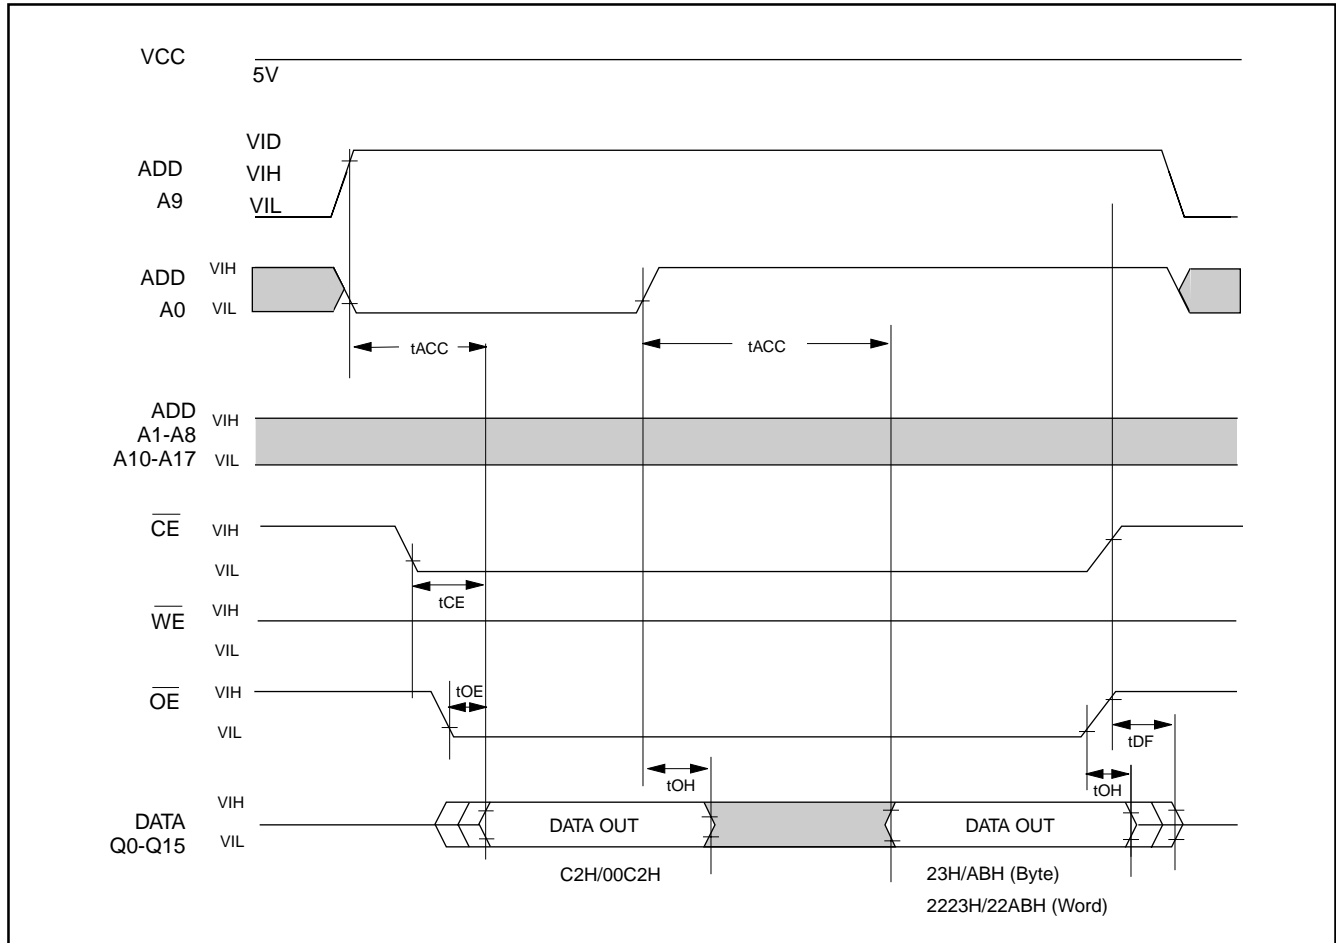 VCC
5V
ADD
A9
VID
VIH
VIL
ADD
A0
VIH
VIL
tACC
tACC
ADD
A1-A8
A10-A17
VIH
VIL
CE
VIH
VIL
tCE
WE
VIH
VIL
OE
VIH
VIL
tOE
tDF
tOH
tOH
DATA
Q0-Q15
VIH
VIL
DATA OUT
DATA OUT
C2H/00C2H
23H/ABH (Byte)
2223H/22ABH (Word)